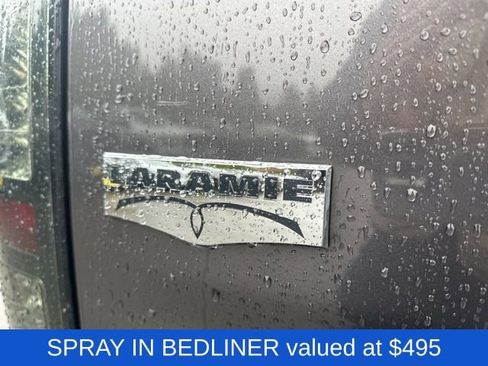 LARAMIE
SPRAY IN BEDLINER valued at $495